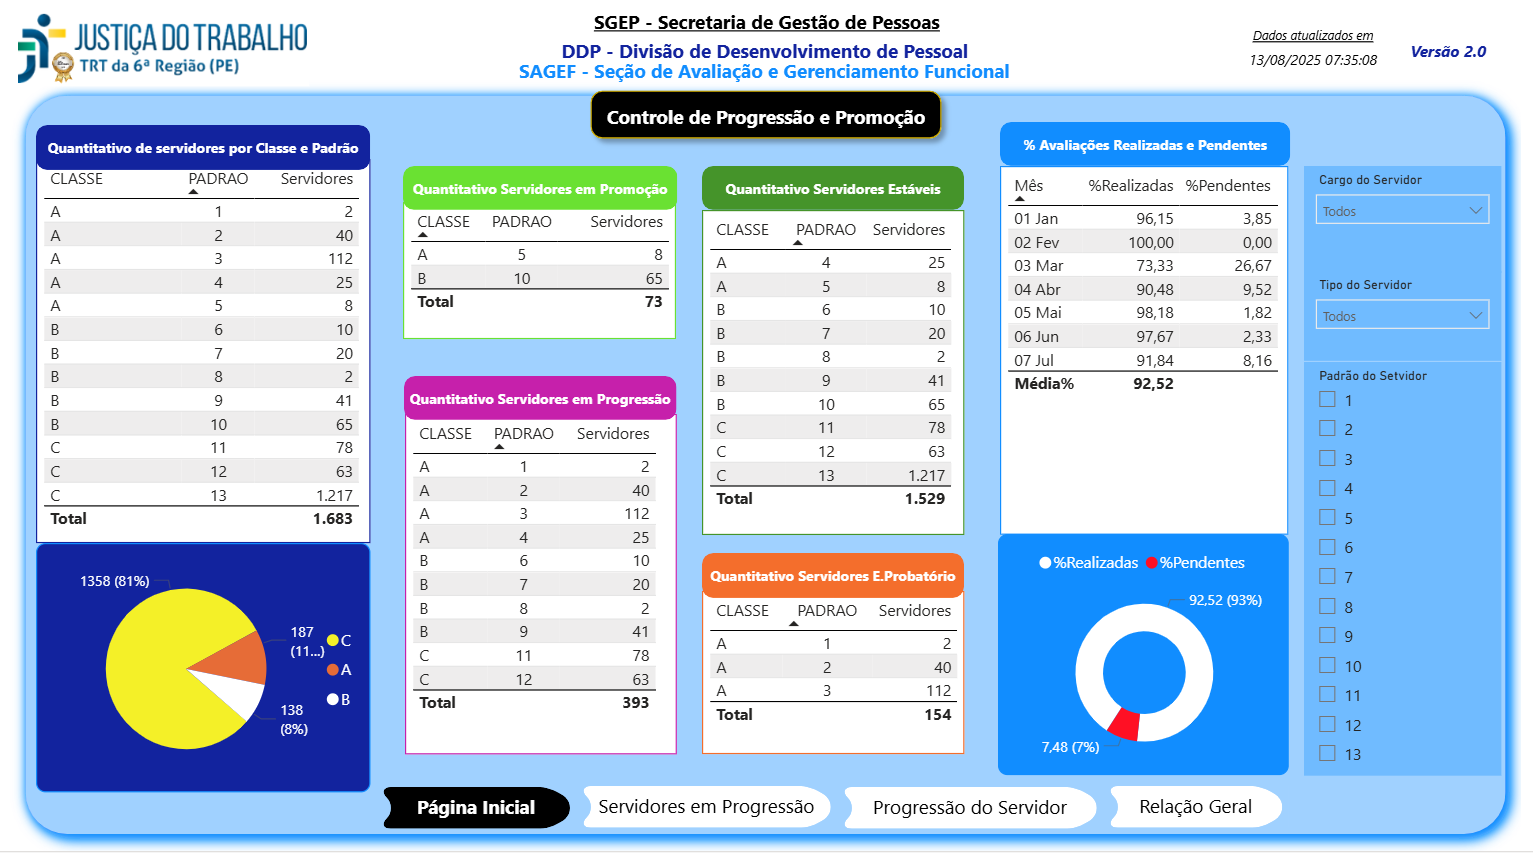 JUSTIÇA DO TRABALHO
TRT da 6ª Região (PE)
SGEP - Secretaria de Gestão de Pessoas
DDP - Divisão de Desenvolvimento de Pessoal
SAGEF - Seção de Avaliação e Gerenciamento Funcional
Dados atualizados em
13/08/2025 07:35:08
Versão 2.0
Controle de Progressão e Promoção
Quantitativo de servidores por Classe e Padrão
CLASSE PADRAO Servidores
A 1 2
A 2 40
A 3 112
A 4 25
A 5 8
B 6 10
B 7 20
B 8 2
B 9 41
B 10 65
C 11 78
C 12 63
C 13 1.217
Total 1.683
1358 (81%)
187
(11...)
138
(8%)
C
A
B
Quantitativo Servidores em Promoção
CLASSE PADRAO Servidores
A 5 8
B 10 65
Total 73
Quantitativo Servidores em Progressão
CLASSE PADRAO Servidores
A 1 2
A 2 40
A 3 112
A 4 25
B 6 10
B 7 20
B 8 2
B 9 41
C 11 78
C 12 63
Total 393
Quantitativo Servidores Estáveis
CLASSE PADRAO Servidores
A 4 25
A 5 8
B 6 10
B 7 20
B 8 2
B 9 41
B 10 65
C 11 78
C 12 63
C 13 1.217
Total 1.529
Quantitativo Servidores E.Probatório
CLASSE PADRAO Servidores
A 1 2
A 2 40
A 3 112
Total 154
% Avaliações Realizadas e Pendentes
Mês %Realizadas %Pendentes
01 Jan 96,15 3,85
02 Fev 100,00 0,00
03 Mar 73,33 26,67
04 Abr 90,48 9,52
05 Mai 98,18 1,82
06 Jun 97,67 2,33
07 Jul 91,84 8,16
Média% 92,52
%Realizadas %Pendentes
92,52 (93%)
7,48 (7%)
Cargo do Servidor
Todos
Tipo do Servidor
Todos
Padrão do Setvidor
1
2
3
4
5
6
7
8
9
10
11
12
13
Página Inicial
Servidores em Progressão
Progressão do Servidor
Relação Geral